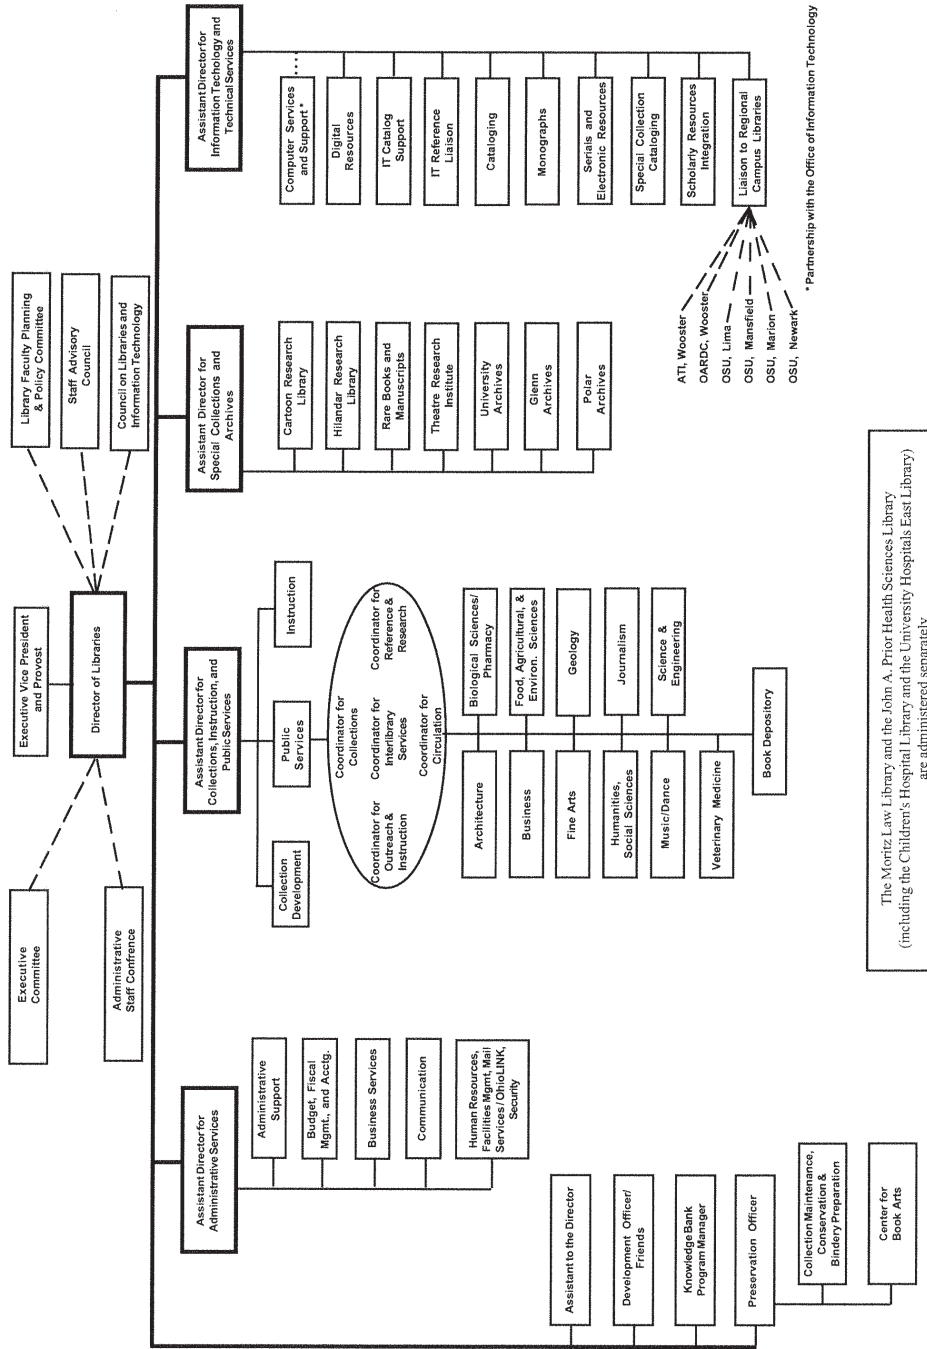 Executive Vice President
and Provost
Director of Libraries
Executive
Committee
Administrative
Staff Confrence
Library Faculty Planning
& Policy Committee
Staff Advisory
Council
Council on Libraries and
Information Technology
Assistant Director for
Administrative Services
Administrative
Support
Budget, Fiscal
Mgmt., and Acctg.
Business Services
Communication
Human Resources,
Facilities Mgmt, Mail
Services / OhioLINK,
Security
Assistant to the Director
Development Officer/
Friends
Knowledge Bank
Program Manager
Preservation Officer
Collection Maintenance,
Conservation &
Bindery Preparation
Center for
Book Arts
Assistant Director for
Collections, Instruction, and
Public Services
Collection
Development
Public
Services
Instruction
Coordinator for
Collections
Coordinator for
Outreach &
Instruction
Coordinator for
Interlibrary
Services
Coordinator for
Reference &
Research
Coordinator for
Circulation
Architecture
Biological Sciences/
Pharmacy
Business
Food, Agricultural, &
Environ. Sciences
Fine Arts
Geology
Humanities,
Social Sciences
Journalism
Music/Dance
Science &
Engineering
Veterinary Medicine
Book Depository
Assistant Director for
Special Collections and
Archives
Cartoon Research
Library
Hilandar Research
Library
Rare Books and
Manuscripts
Theatre Research
Institute
University
Archives
Glenn
Archives
Polar
Archives
Assistant Director for
Information Techology and
Technical Services
Computer Services
and Support *
Digital
Resources
IT Catalog
Support
IT Reference
Liaison
Cataloging
Monographs
Serials and
Electronic Resources
Special Collection
Cataloging
Scholarly Resources
Integration
Liaison to Regional
Campus Libraries
ATI, Wooster
OARDC, Wooster
OSU, Lima
OSU, Mansfield
OSU, Marion
OSU, Newark
* Partnership with the Office of Information Technology
The Moritz Law Library and the John A. Prior Health Sciences Library
(including the Children's Hospital Library and the University Hospitals East Library)
are administered separately